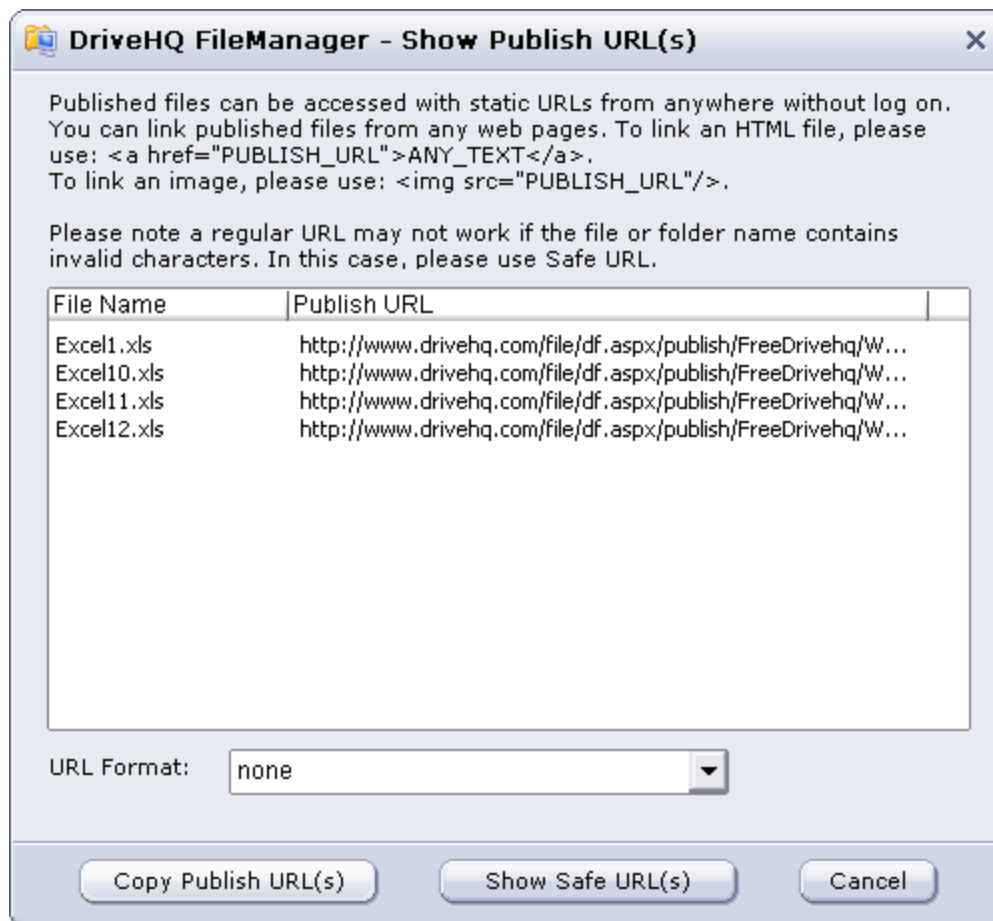 DriveHQ FileManager - Show Publish URL(s)
Published files can be accessed with static URLs from anywhere without log on.
You can link published files from any web pages. To link an HTML file, please
use: <a href="PUBLISH_URL">ANY_TEXT</a>.
To link an image, please use: <img src="PUBLISH_URL"/>.
Please note a regular URL may not work if the file or folder name contains
invalid characters. In this case, please use Safe URL.
File Name Publish URL
Excel1.xls http://www.drivehq.com/file/df.aspx/publish/FreeDrivehq/W...
Excel10.xls http://www.drivehq.com/file/df.aspx/publish/FreeDrivehq/W...
Excel11.xls http://www.drivehq.com/file/df.aspx/publish/FreeDrivehq/W...
Excel12.xls http://www.drivehq.com/file/df.aspx/publish/FreeDrivehq/W...
URL Format: none
Copy Publish URL(s) Show Safe URL(s) Cancel